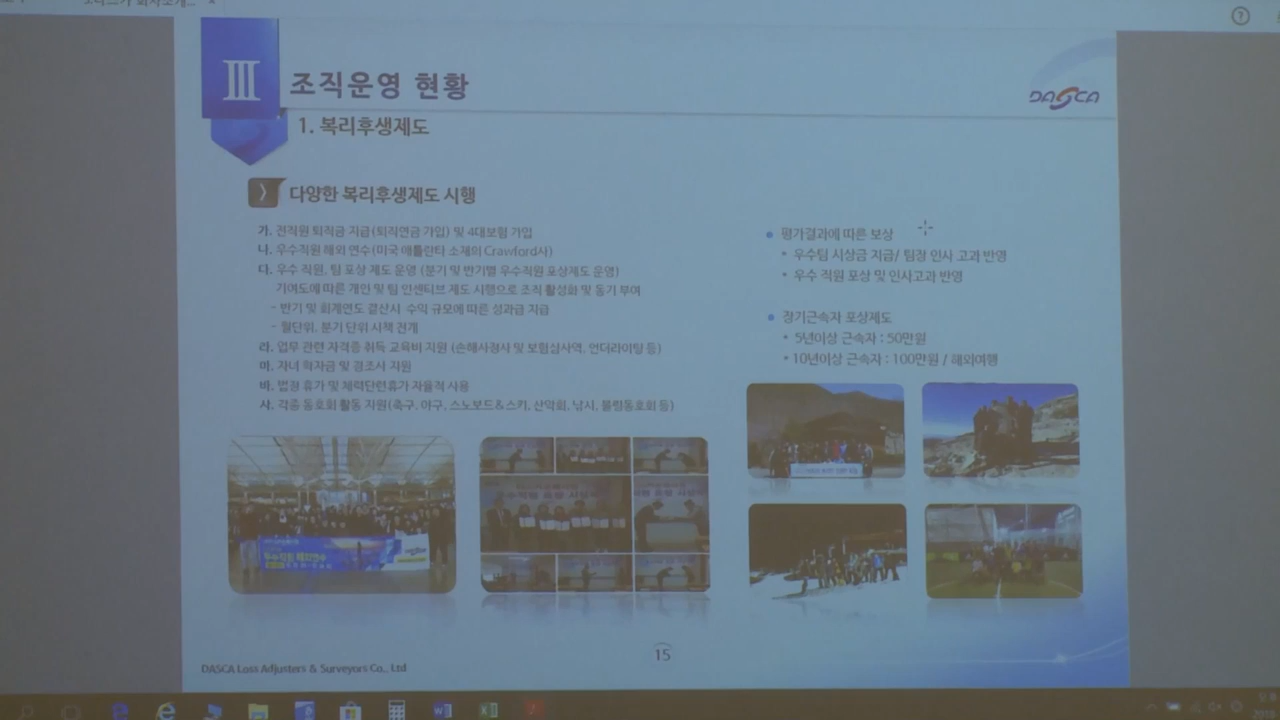 Ⅲ
조직운영 현황
DASCA
1. 복리후생제도
다양한 복리후생제도 시행
가. 전직원 퇴직금 지급(퇴직연금 가입) 및 4대보험 가입
나. 우수직원 해외 연수(미국 애틀란타 소재의 Crawford사)
다. 우수 직원, 팀 포상 제도 운영 (분기 및 반기별 우수직원 포상제도 운영)
기여도에 따른 개인 및 팀 인센티브 제도 시행으로 조직 활성화 및 동기 부여
- 반기 및 회계연도 결산시 수익 규모에 따른 성과급 지급
- 월단위, 분기 단위 시책 전개
라. 업무 관련 자격증 취득 교육비 지원 (손해사정사 및 보험심사역, 언더라이팅 등)
마. 자녀 학자금 및 경조사 지원
바. 법정 휴가 및 체력단련휴가 자율적 사용
사. 각종 동호회 활동 지원(축구, 야구, 스노보드&스키, 산악회, 낚시, 볼링동호회 등)
• 평가결과에 따른 보상
• 우수팀 시상금 지급/ 팀장 인사 고과 반영
• 우수 직원 포상 및 인사고과 반영
• 장기근속자 포상제도
• 5년이상 근속자 : 50만원
• 10년이상 근속자 : 100만원 / 해외여행
우수직원 해외연수
DASCA Loss Adjusters & Surveyors Co., Ltd
15